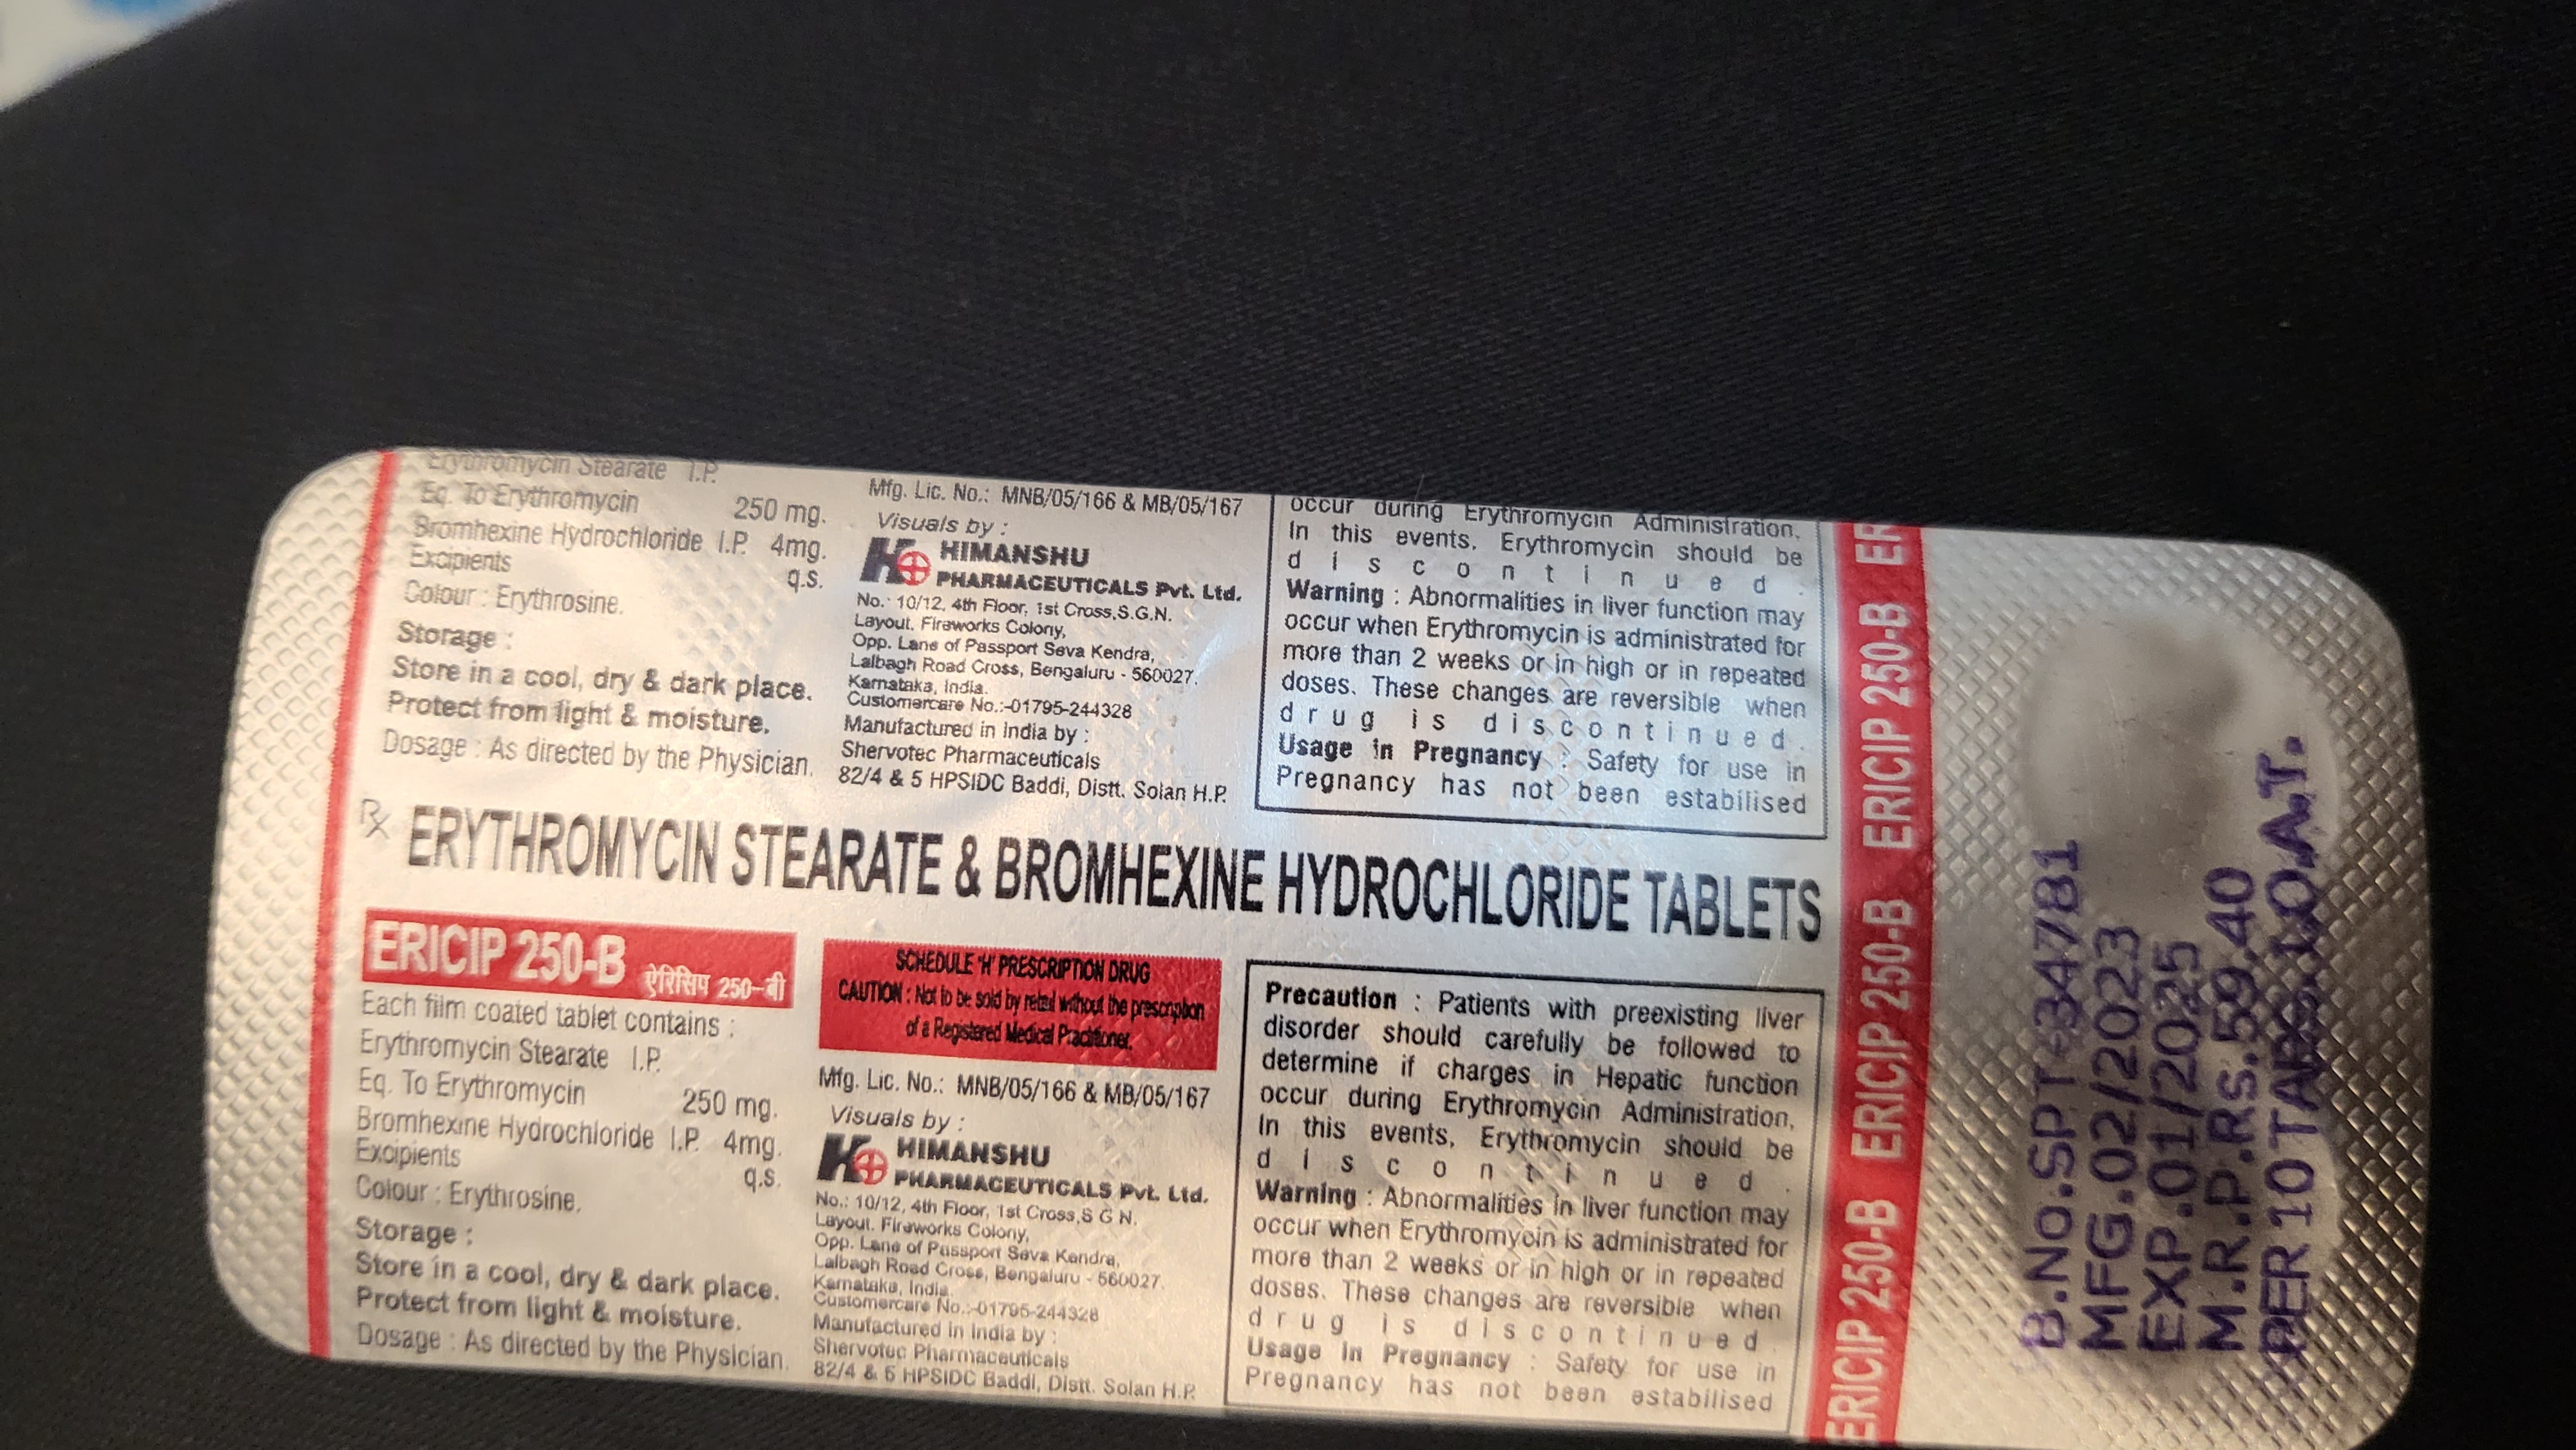 Erythromycin Stearate I.P.
Eq. To Erythromycin 250 mg.
Bromhexine Hydrochloride I.P. 4mg.
Excipients q.s.
Colour : Erythrosine.
Storage :
Store in a cool, dry & dark place.
Protect from light & moisture.
Dosage : As directed by the Physician.
Mfg. Lic. No.: MNB/05/166 & MB/05/167
Visuals by :
HIMANSHU
PHARMACEUTICALS Pvt. Ltd.
No.: 10/12, 4th Floor, 1st Cross,S.G.N.
Layout. Fireworks Colony,
Opp. Lane of Passport Seva Kendra,
Lalbagh Road Cross, Bengaluru - 560027.
Karnataka, India.
Customercare No.:-01795-244328
Manufactured in India by :
Shervotec Pharmaceuticals
82/4 & 5 HPSIDC Baddi, Distt. Solan H.P.
occur during Erythromycin Administration,
In this events, Erythromycin should be
discontinued.
Warning : Abnormalities in liver function may
occur when Erythromycin is administrated for
more than 2 weeks or in high or in repeated
doses. These changes are reversible when
drug is discontinued.
Usage in Pregnancy : Safety for use in
Pregnancy has not been estabilised
Rx ERYTHROMYCIN STEARATE & BROMHEXINE HYDROCHLORIDE TABLETS
ERICIP 250-B ऐरिसिप 250-बी
Each film coated tablet contains :
Erythromycin Stearate I.P.
Eq. To Erythromycin 250 mg.
Bromhexine Hydrochloride I.P. 4mg.
Excipients q.s.
Colour : Erythrosine.
Storage :
Store in a cool, dry & dark place.
Protect from light & moisture.
Dosage : As directed by the Physician.
SCHEDULE 'H' PRESCRIPTION DRUG
CAUTION : Not to be sold by retail without the prescription
of a Registered Medical Practitioner.
Mfg. Lic. No.: MNB/05/166 & MB/05/167
Visuals by :
HIMANSHU
PHARMACEUTICALS Pvt. Ltd.
No.: 10/12, 4th Floor, 1st Cross,S.G.N.
Layout. Fireworks Colony,
Opp. Lane of Passport Seva Kendra,
Lalbagh Road Cross, Bengaluru - 560027
Karnataka, India.
Customercare No.:-01795-244328
Manufactured in India by :
Shervotec Pharmaceuticals
82/4 & 5 HPSIDC Baddi, Distt. Solan H.P.
Precaution : Patients with preexisting liver
disorder should carefully be followed to
determine if charges in Hepatic function
occur during Erythromycin Administration,
In this events, Erythromycin should be
discontinued.
Warning : Abnormalities in liver function may
occur when Erythromycin is administrated for
more than 2 weeks or in high or in repeated
doses. These changes are reversible when
drug is discontinued
Usage in Pregnancy : Safety for use in
Pregnancy has not been estabilised
ERICIP 250-B ERICIP 250-B ERICIP 250-B ER
B.No.SPT-34781
MFG.02/2023
EXP.01/2025
M.R.P.Rs.59.40
PER 10 TABS. I.O.A.T.